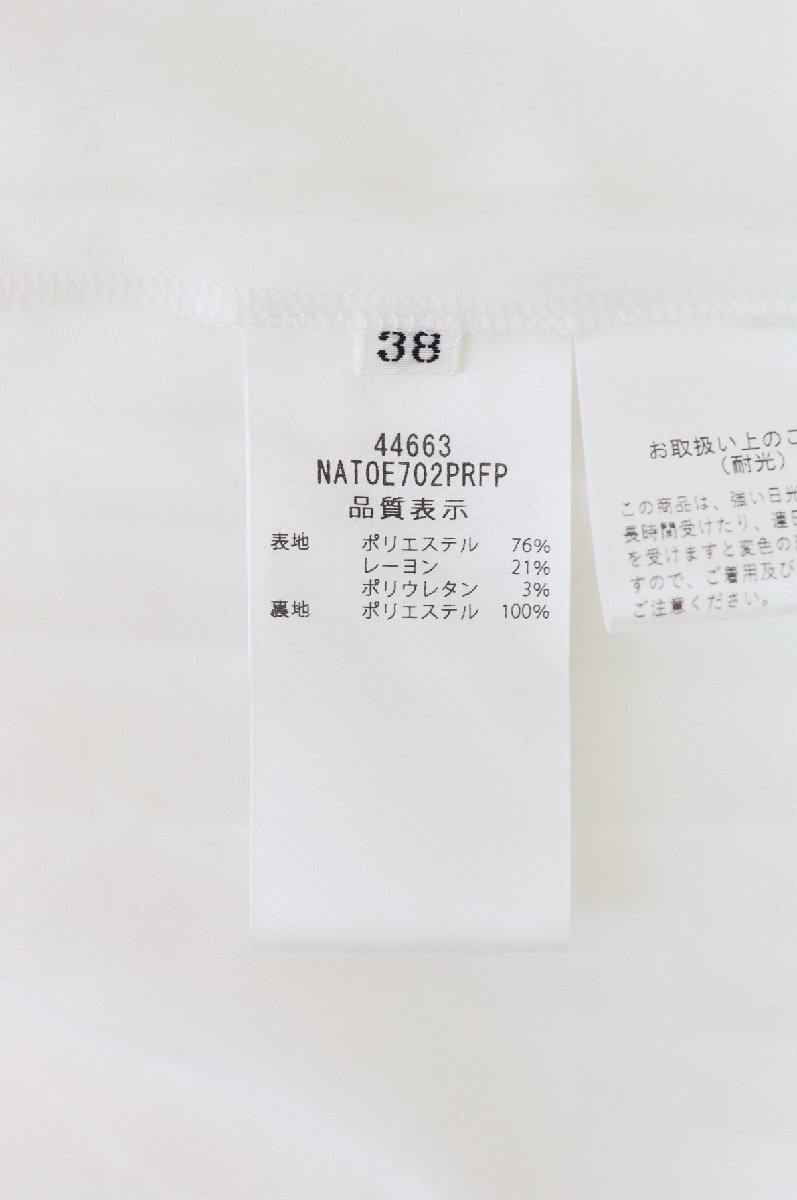 38
44663
NATOE702PRFP
品質表示
表地 ポリエステル 76%
レーヨン 21%
ポリウレタン 3%
裏地 ポリエステル 100%
お取扱い上のご
（耐光）
この商品は、強い日光
長時間受けたり、連日
を受けますと変色の
すので、ご着用及び
ご注意ください。